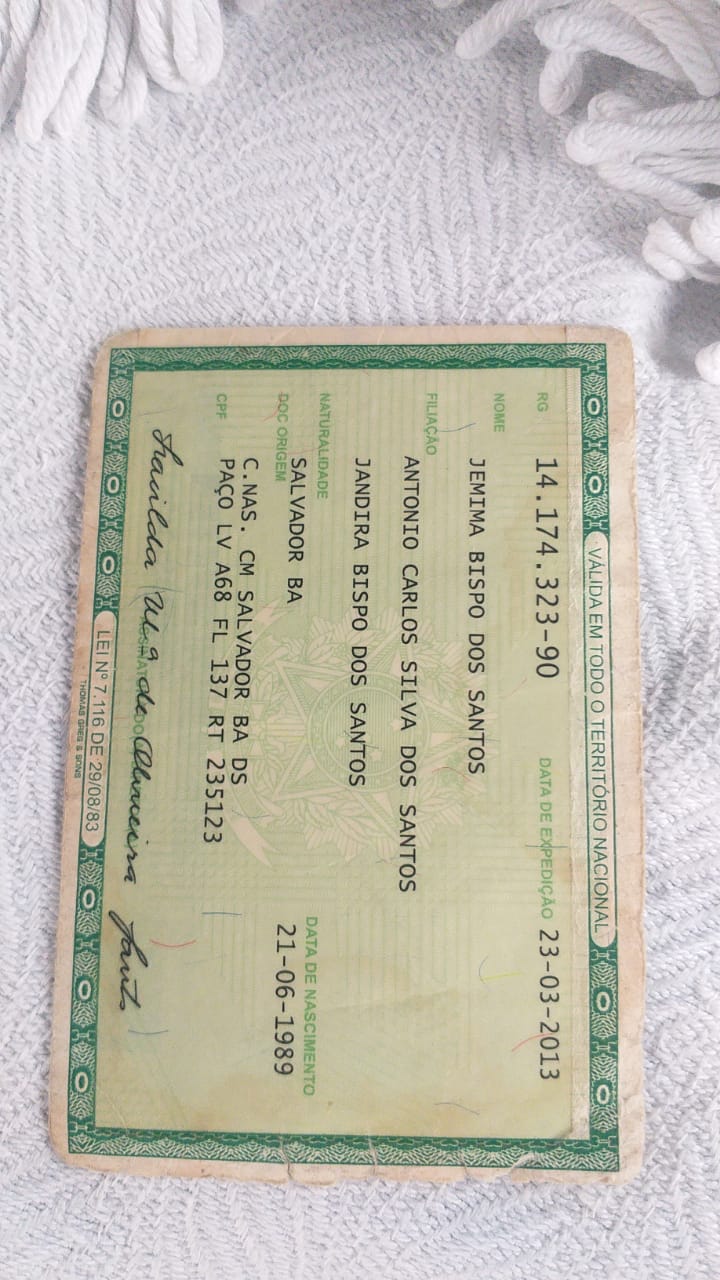 VÁLIDA EM TODO O TERRITÓRIO NACIONAL
RG 14.174.323-90 DATA DE EXPEDIÇÃO 23-03-2013
NOME
JEMIMA BISPO DOS SANTOS
FILIAÇÃO
ANTONIO CARLOS SILVA DOS SANTOS
JANDIRA BISPO DOS SANTOS
NATURALIDADE DATA DE NASCIMENTO
SALVADOR BA 21-06-1989
DOC ORIGEM
C.NAS. CM SALVADOR BA DS
PAÇO LV A68 FL 137 RT 235123
CPF
de Almeira
LEI Nº 7.116 DE 29/08/83
THOMAS GREG & SONS